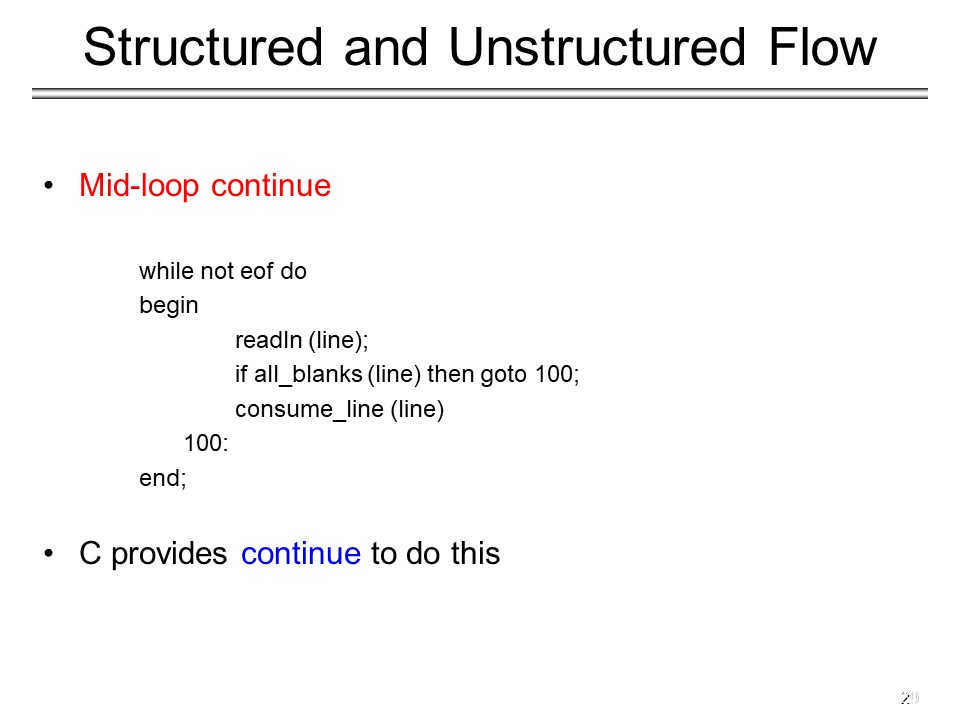 Structured and Unstructured Flow
• Mid-loop continue
while not eof do
begin
readln (line);
if all_blanks (line) then goto 100;
consume_line (line)
100:
end;
• C provides continue to do this